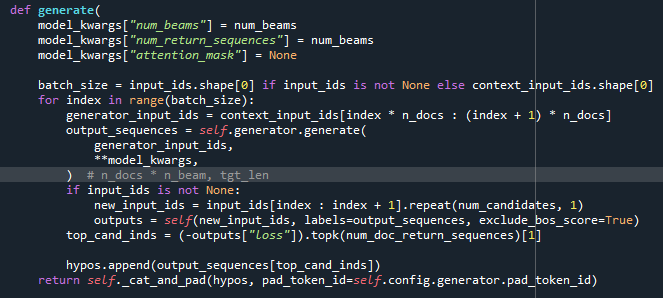 def generate(
    model_kwargs["num_beams"] = num_beams
    model_kwargs["num_return_sequences"] = num_beams
    model_kwargs["attention_mask"] = None

    batch_size = input_ids.shape[0] if input_ids is not None else context_input_ids.shape[0]
    for index in range(batch_size):
        generator_input_ids = context_input_ids[index * n_docs : (index + 1) * n_docs]
        output_sequences = self.generator.generate(
            generator_input_ids,
            **model_kwargs,
        )  # n_docs * n_beam, tgt_len
        if input_ids is not None:
            new_input_ids = input_ids[index : index + 1].repeat(num_candidates, 1)
            outputs = self(new_input_ids, labels=output_sequences, exclude_bos_score=True)
        top_cand_inds = (-outputs["loss"]).topk(num_doc_return_sequences)[1]

        hypos.append(output_sequences[top_cand_inds])
    return self._cat_and_pad(hypos, pad_token_id=self.config.generator.pad_token_id)